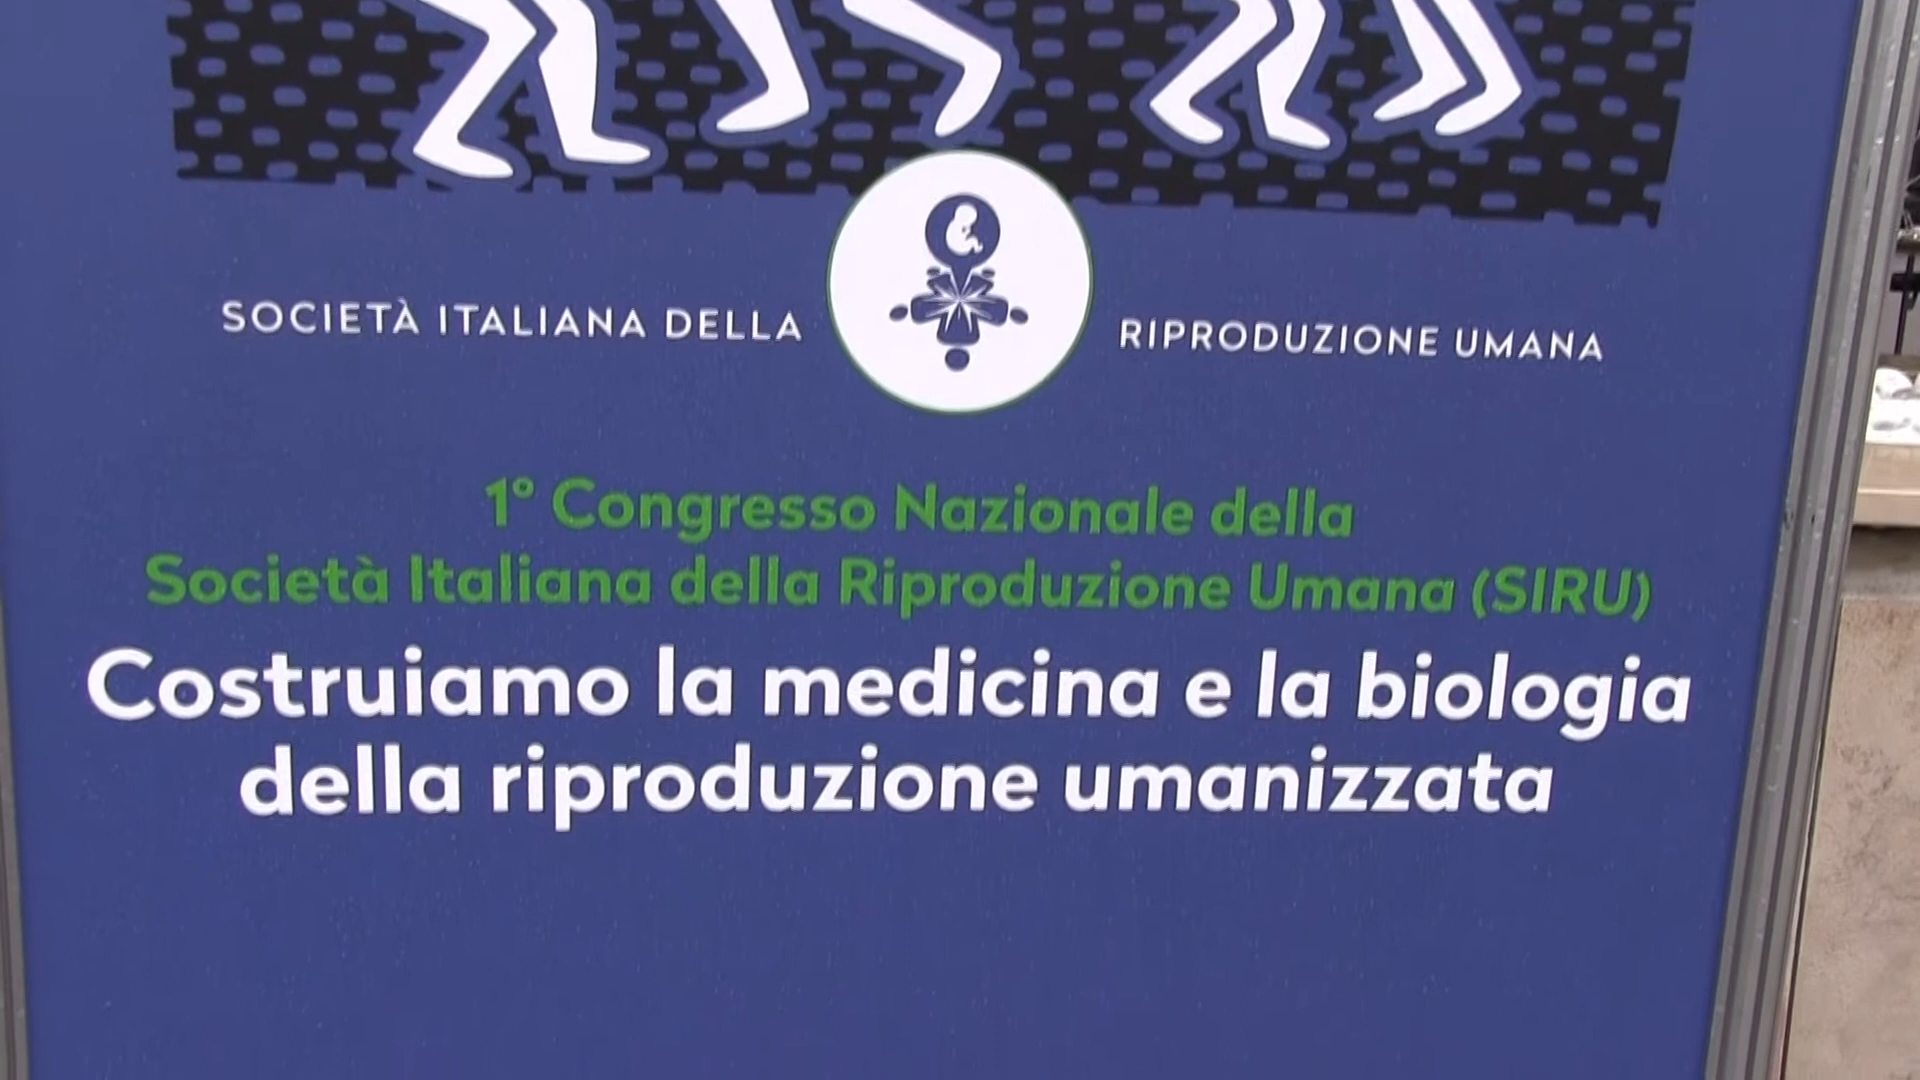 SOCIETÀ ITALIANA DELLA RIPRODUZIONE UMANA
1° Congresso Nazionale della
Società Italiana della Riproduzione Umana (SIRU)
Costruiamo la medicina e la biologia
della riproduzione umanizzata